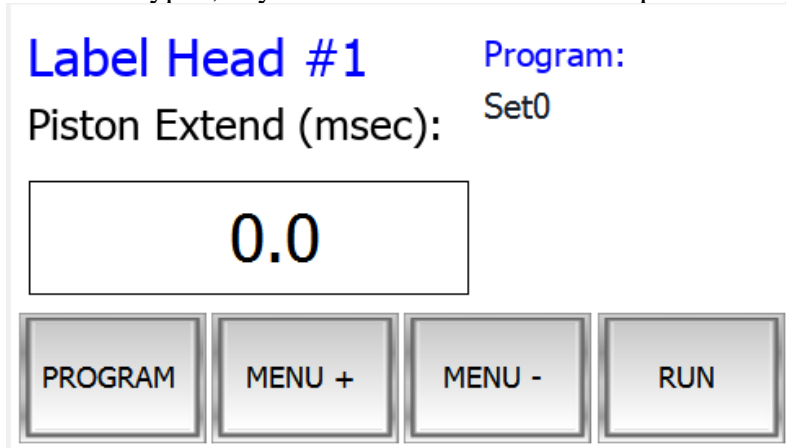 Label Head #1
Program:
Piston Extend (msec):
Set0
0.0
PROGRAM
MENU +
MENU -
RUN